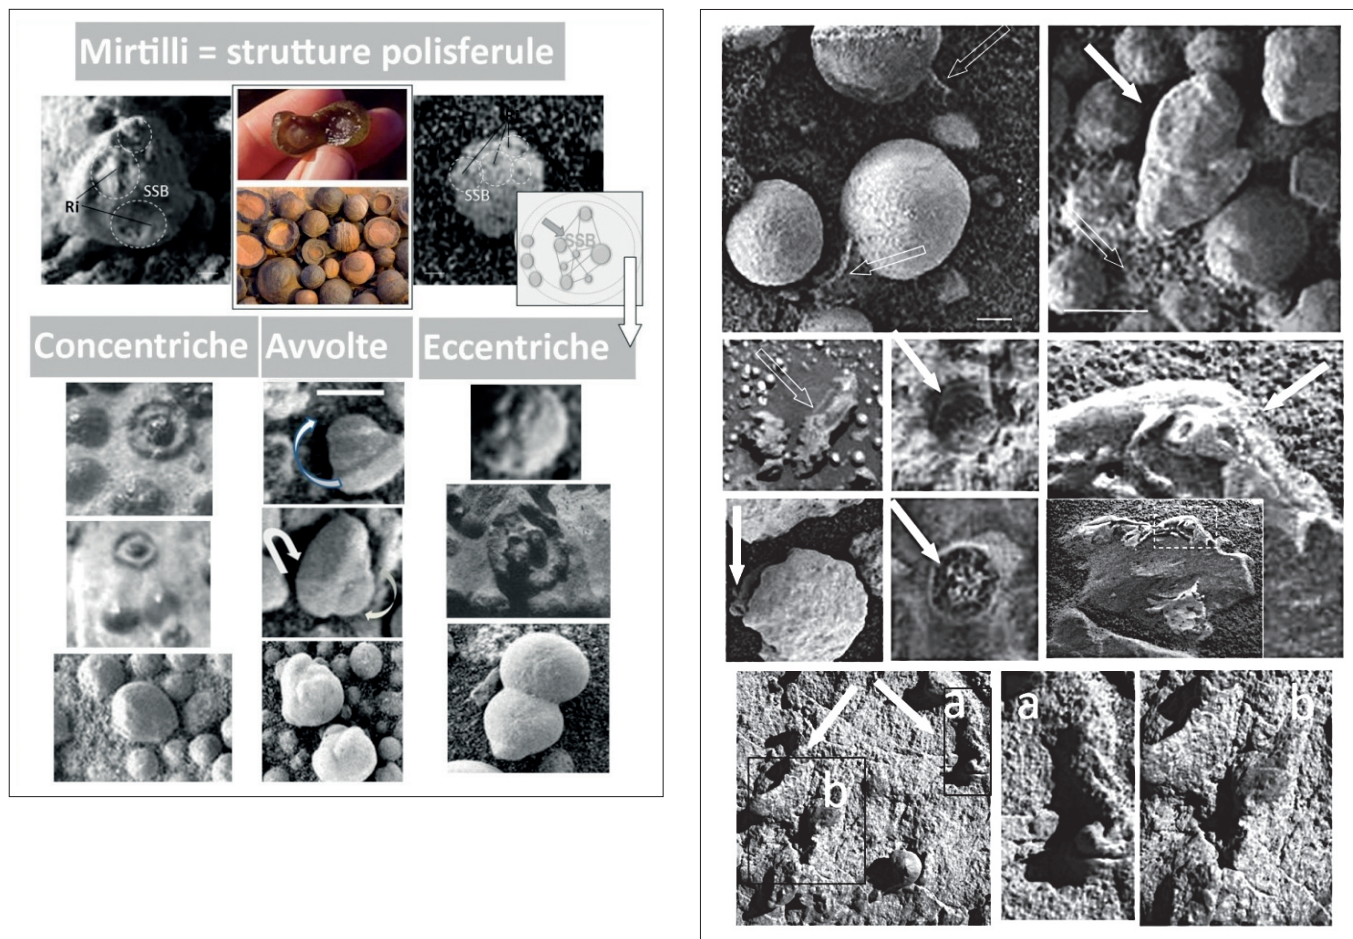 Mirtilli = strutture polisferule
SSB
Ri
SSB
SSB
Concentriche
Avvolte
Eccentriche
a
b
a
b